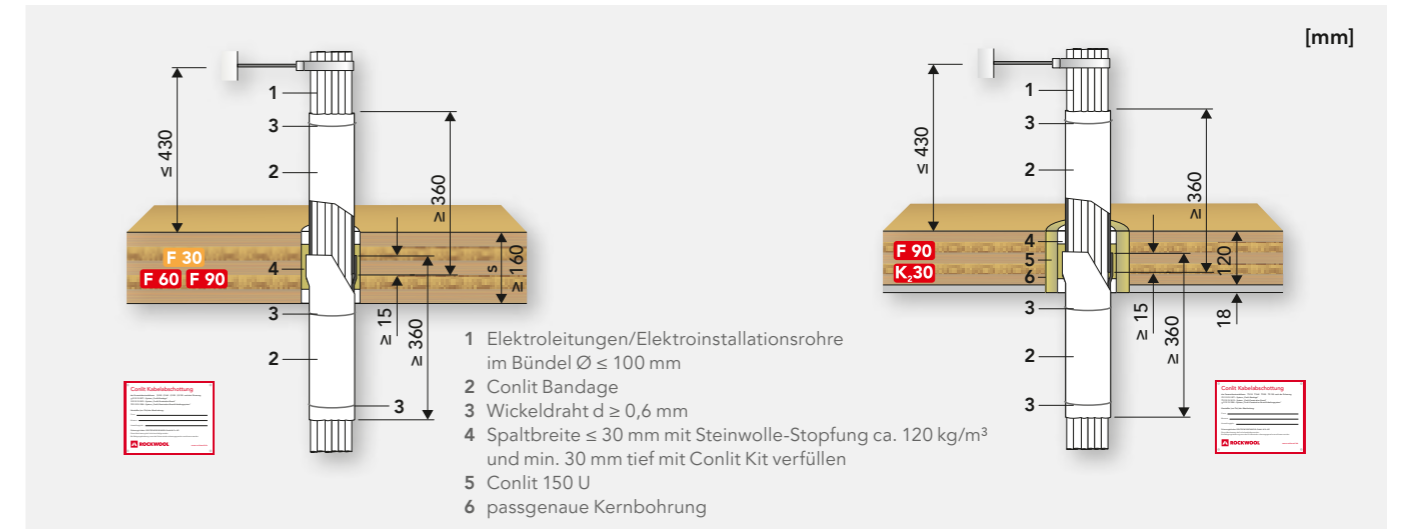 [mm]
1
3
2
≤ 430
≥ 360
F 30
F 60 F 90
4
s
≥ 160
3
≥ 15
≥ 360
2
3
1
3
2
≤ 430
≥ 360
F 90
K₂30
4
5
6
120
3
≥ 15
≥ 360
18
2
3
1 Elektroleitungen/Elektroinstallationsrohre
im Bündel Ø ≤ 100 mm
2 Conlit Bandage
3 Wickeldraht d ≥ 0,6 mm
4 Spaltbreite ≤ 30 mm mit Steinwolle-Stopfung ca. 120 kg/m³
und min. 30 mm tief mit Conlit Kit verfüllen
5 Conlit 150 U
6 passgenaue Kernbohrung
Conlit Kabelabschottung
ROCKWOOL
Conlit Kabelabschottung
ROCKWOOL